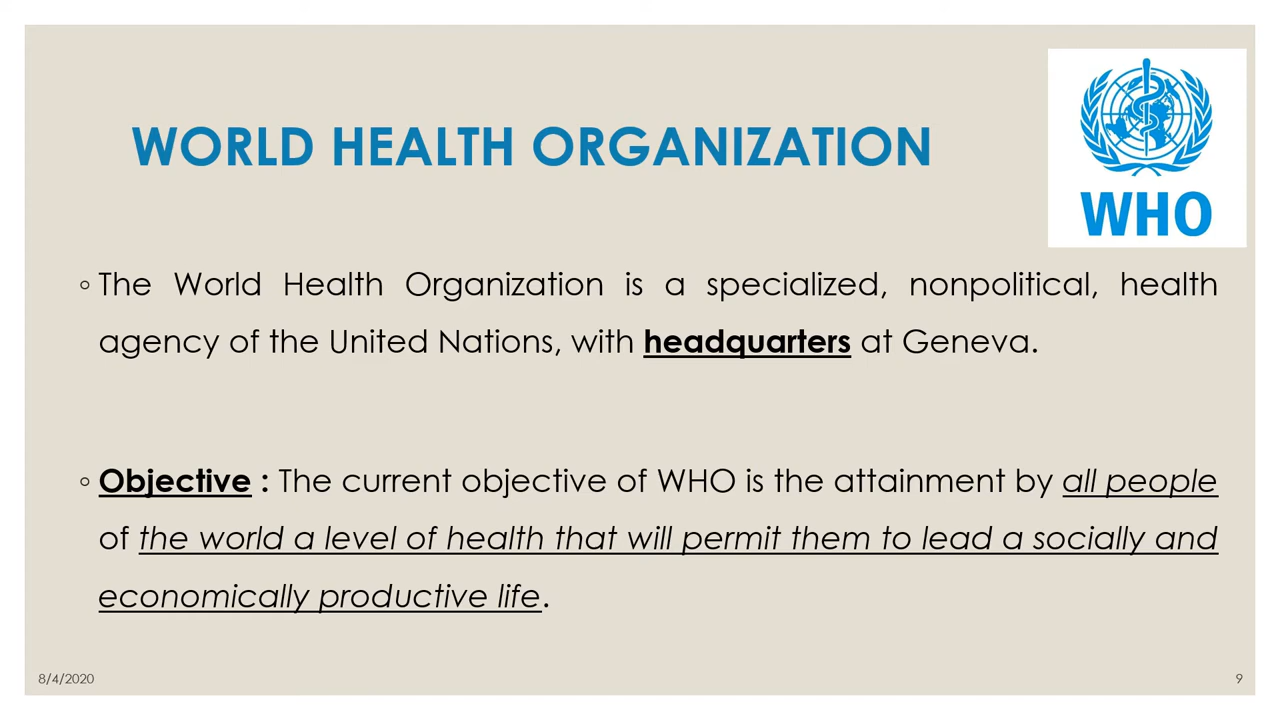 WORLD HEALTH ORGANIZATION
WHO
◦ The World Health Organization is a specialized, nonpolitical, health
agency of the United Nations, with headquarters at Geneva.
◦ Objective : The current objective of WHO is the attainment by all people
of the world a level of health that will permit them to lead a socially and
economically productive life.
8/4/2020
9